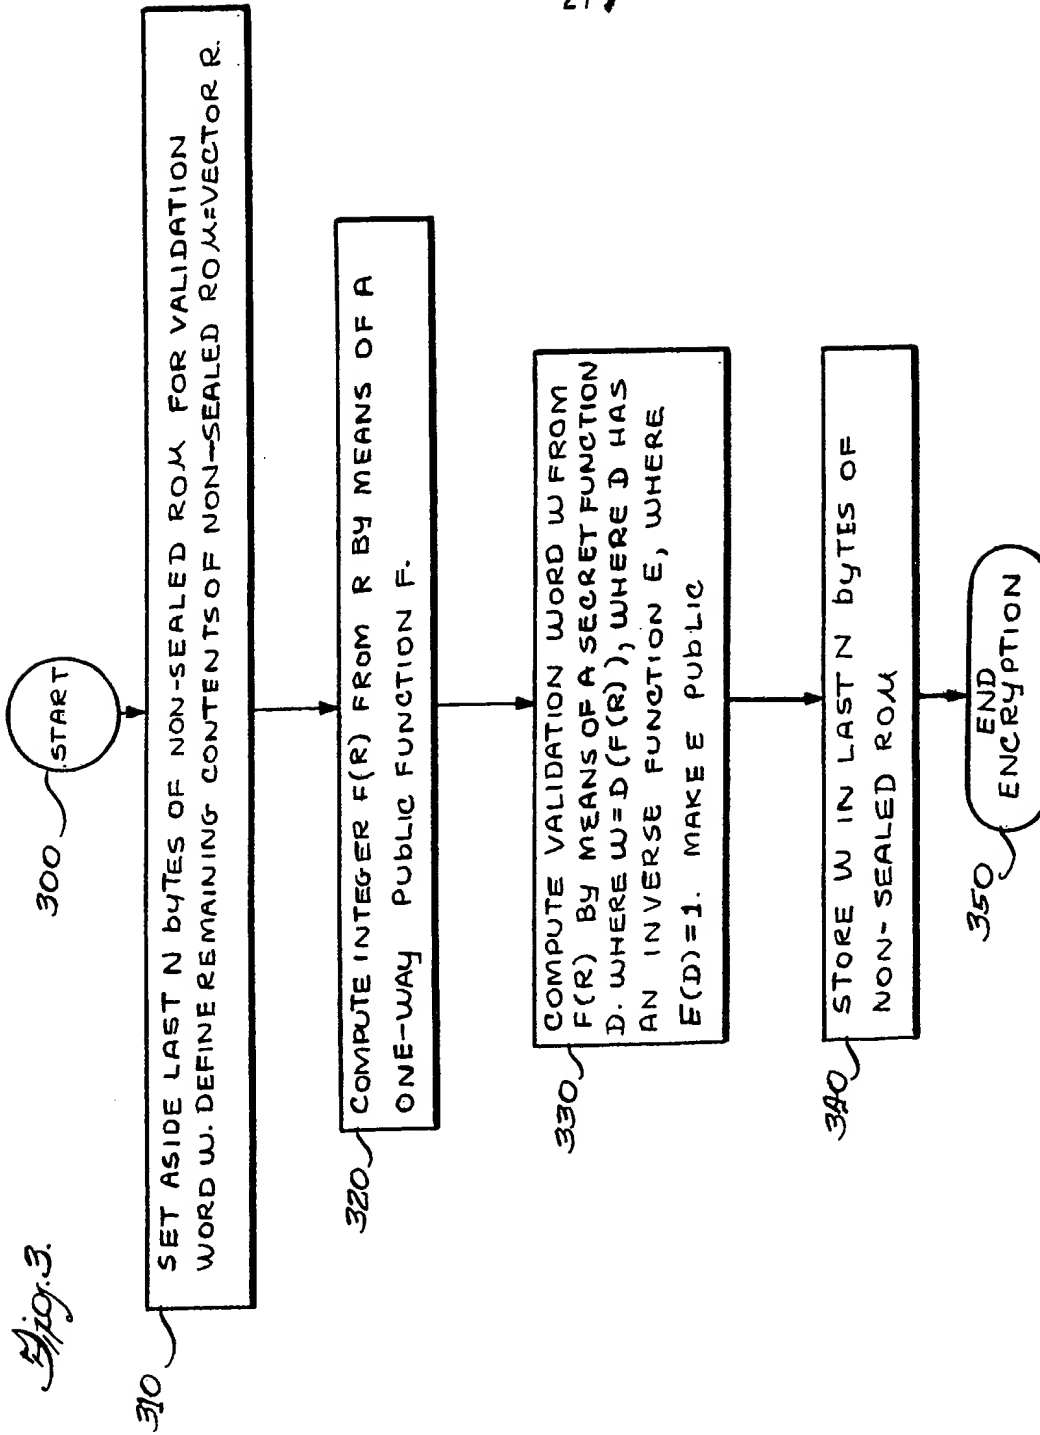 Fig. 3.
300
START
310
SET ASIDE LAST N BYTES OF NON-SEALED ROM FOR VALIDATION
WORD W. DEFINE REMAINING CONTENTS OF NON-SEALED ROM=VECTOR R.
320
COMPUTE INTEGER F(R) FROM R BY MEANS OF A
ONE-WAY PUBLIC FUNCTION F.
330
COMPUTE VALIDATION WORD W FROM
F(R) BY MEANS OF A SECRET FUNCTION
D. WHERE W=D(F(R)), WHERE D HAS
AN INVERSE FUNCTION E, WHERE
E(D)=1. MAKE E PUBLIC
340
STORE W IN LAST N BYTES OF
NON-SEALED ROM
350
END
ENCRYPTION